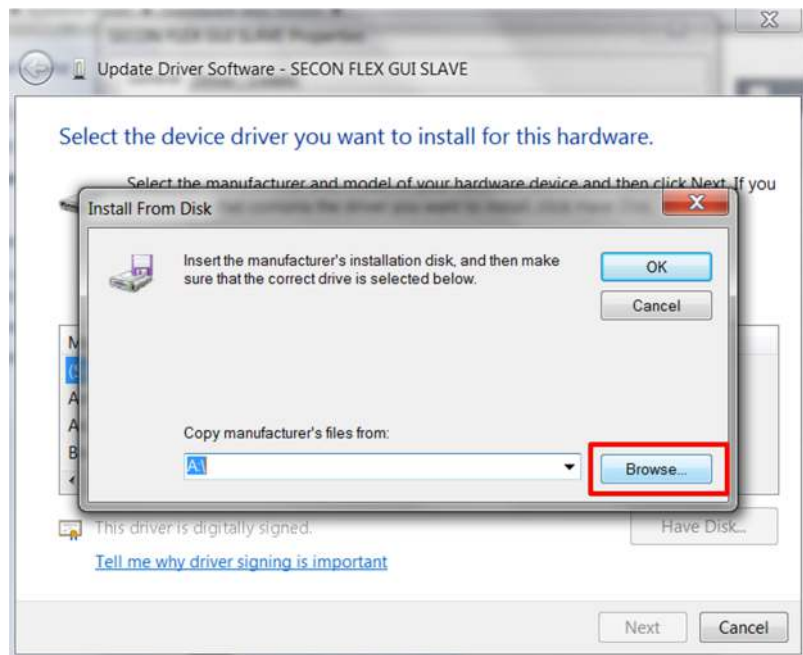 Update Driver Software - SECON FLEX GUI SLAVE
Select the device driver you want to install for this hardware.
Select the manufacturer and model of your hardware device and then click Next. If you
Install From Disk
Insert the manufacturer's installation disk, and then make
sure that the correct drive is selected below.
OK
Cancel
M
A
A
B
Copy manufacturer's files from:
A:\
Browse...
This driver is digitally signed.
Have Disk...
Tell me why driver signing is important
Next
Cancel